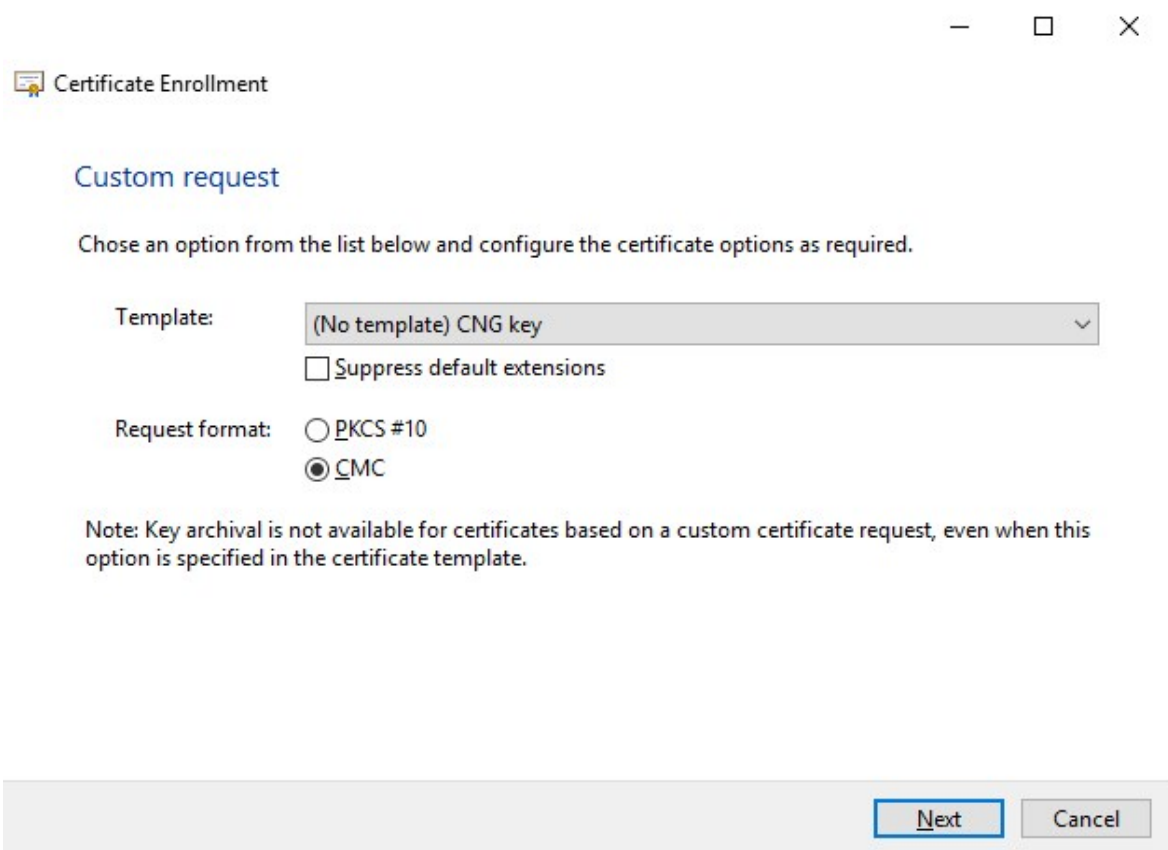 Certificate Enrollment
Custom request
Chose an option from the list below and configure the certificate options as required.
Template:
(No template) CNG key
Suppress default extensions
Request format:
PKCS #10
CMC
Note: Key archival is not available for certificates based on a custom certificate request, even when this
option is specified in the certificate template.
Next
Cancel